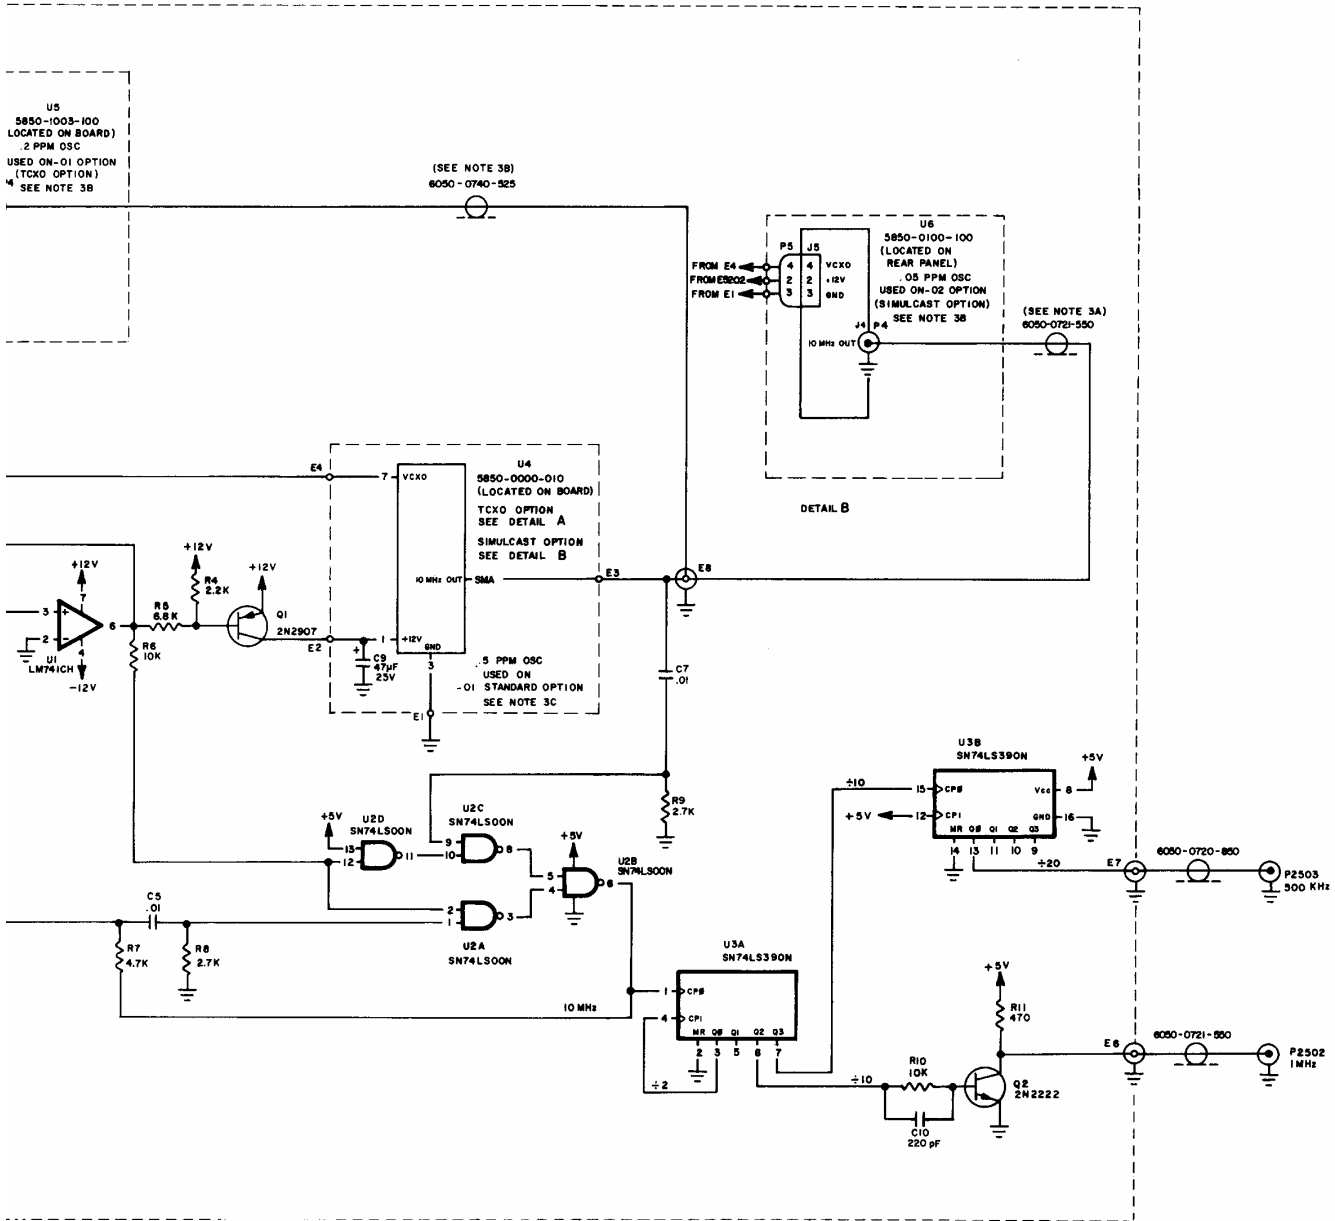 U5
5850-1003-100
LOCATED ON BOARD)
.2 PPM OSC
USED ON-01 OPTION
(TCXO OPTION)
SEE NOTE 3B
(SEE NOTE 3B)
6050-0740-525
U6
5850-0100-100
(LOCATED ON
REAR PANEL)
.05 PPM OSC
USED ON-02 OPTION
(SIMULCAST OPTION)
SEE NOTE 3B
P5 J5
FROM E4 4 4 VCXO
FROM E5202 2 2 +12V
FROM E1 3 3 GND
J4 P4
10 MHz OUT
(SEE NOTE 3A)
6050-0721-550
DETAIL B
E4
7
VCXO
U4
5850-0000-010
(LOCATED ON BOARD)
TCXO OPTION
SEE DETAIL A
SIMULCAST OPTION
SEE DETAIL B
10 MHz OUT
SMA
E3
E8
+12V
7
3 +
2 −
6
4
U1
LM741CH
-12V
R5
6.8K
R6
10K
+12V
R4
2.2K
+12V
Q1
2N2907
E2
1
+12V
GND
3
+
C9
47µF
25V
E1
.5 PPM OSC
USED ON
-01 STANDARD OPTION
SEE NOTE 3C
C7
.01
R9
2.7K
+5V
U2D
SN74LS00N
13
12
11
U2C
SN74LS00N
9
10
8
+5V
U2B
SN74LS00N
5
4
6
2
1
3
U2A
SN74LS00N
C5
.01
R7
4.7K
R8
2.7K
10 MHz
U3A
SN74LS390N
1 CPØ
4 CP1
MR QØ Q1 Q2 Q3
2 3 5 6 7
÷2
÷10
÷10
U3B
SN74LS390N
15 CPØ
+5V 12 CP1
Vcc 8
+5V
GND 16
MR QØ Q1 Q2 Q3
14 13 11 10 9
÷20
E7
6050-0720-850
P2503
500 KHz
+5V
R11
470
R10
10K
C10
220 pF
Q2
2N2222
E6
6050-0721-550
P2502
1MHz